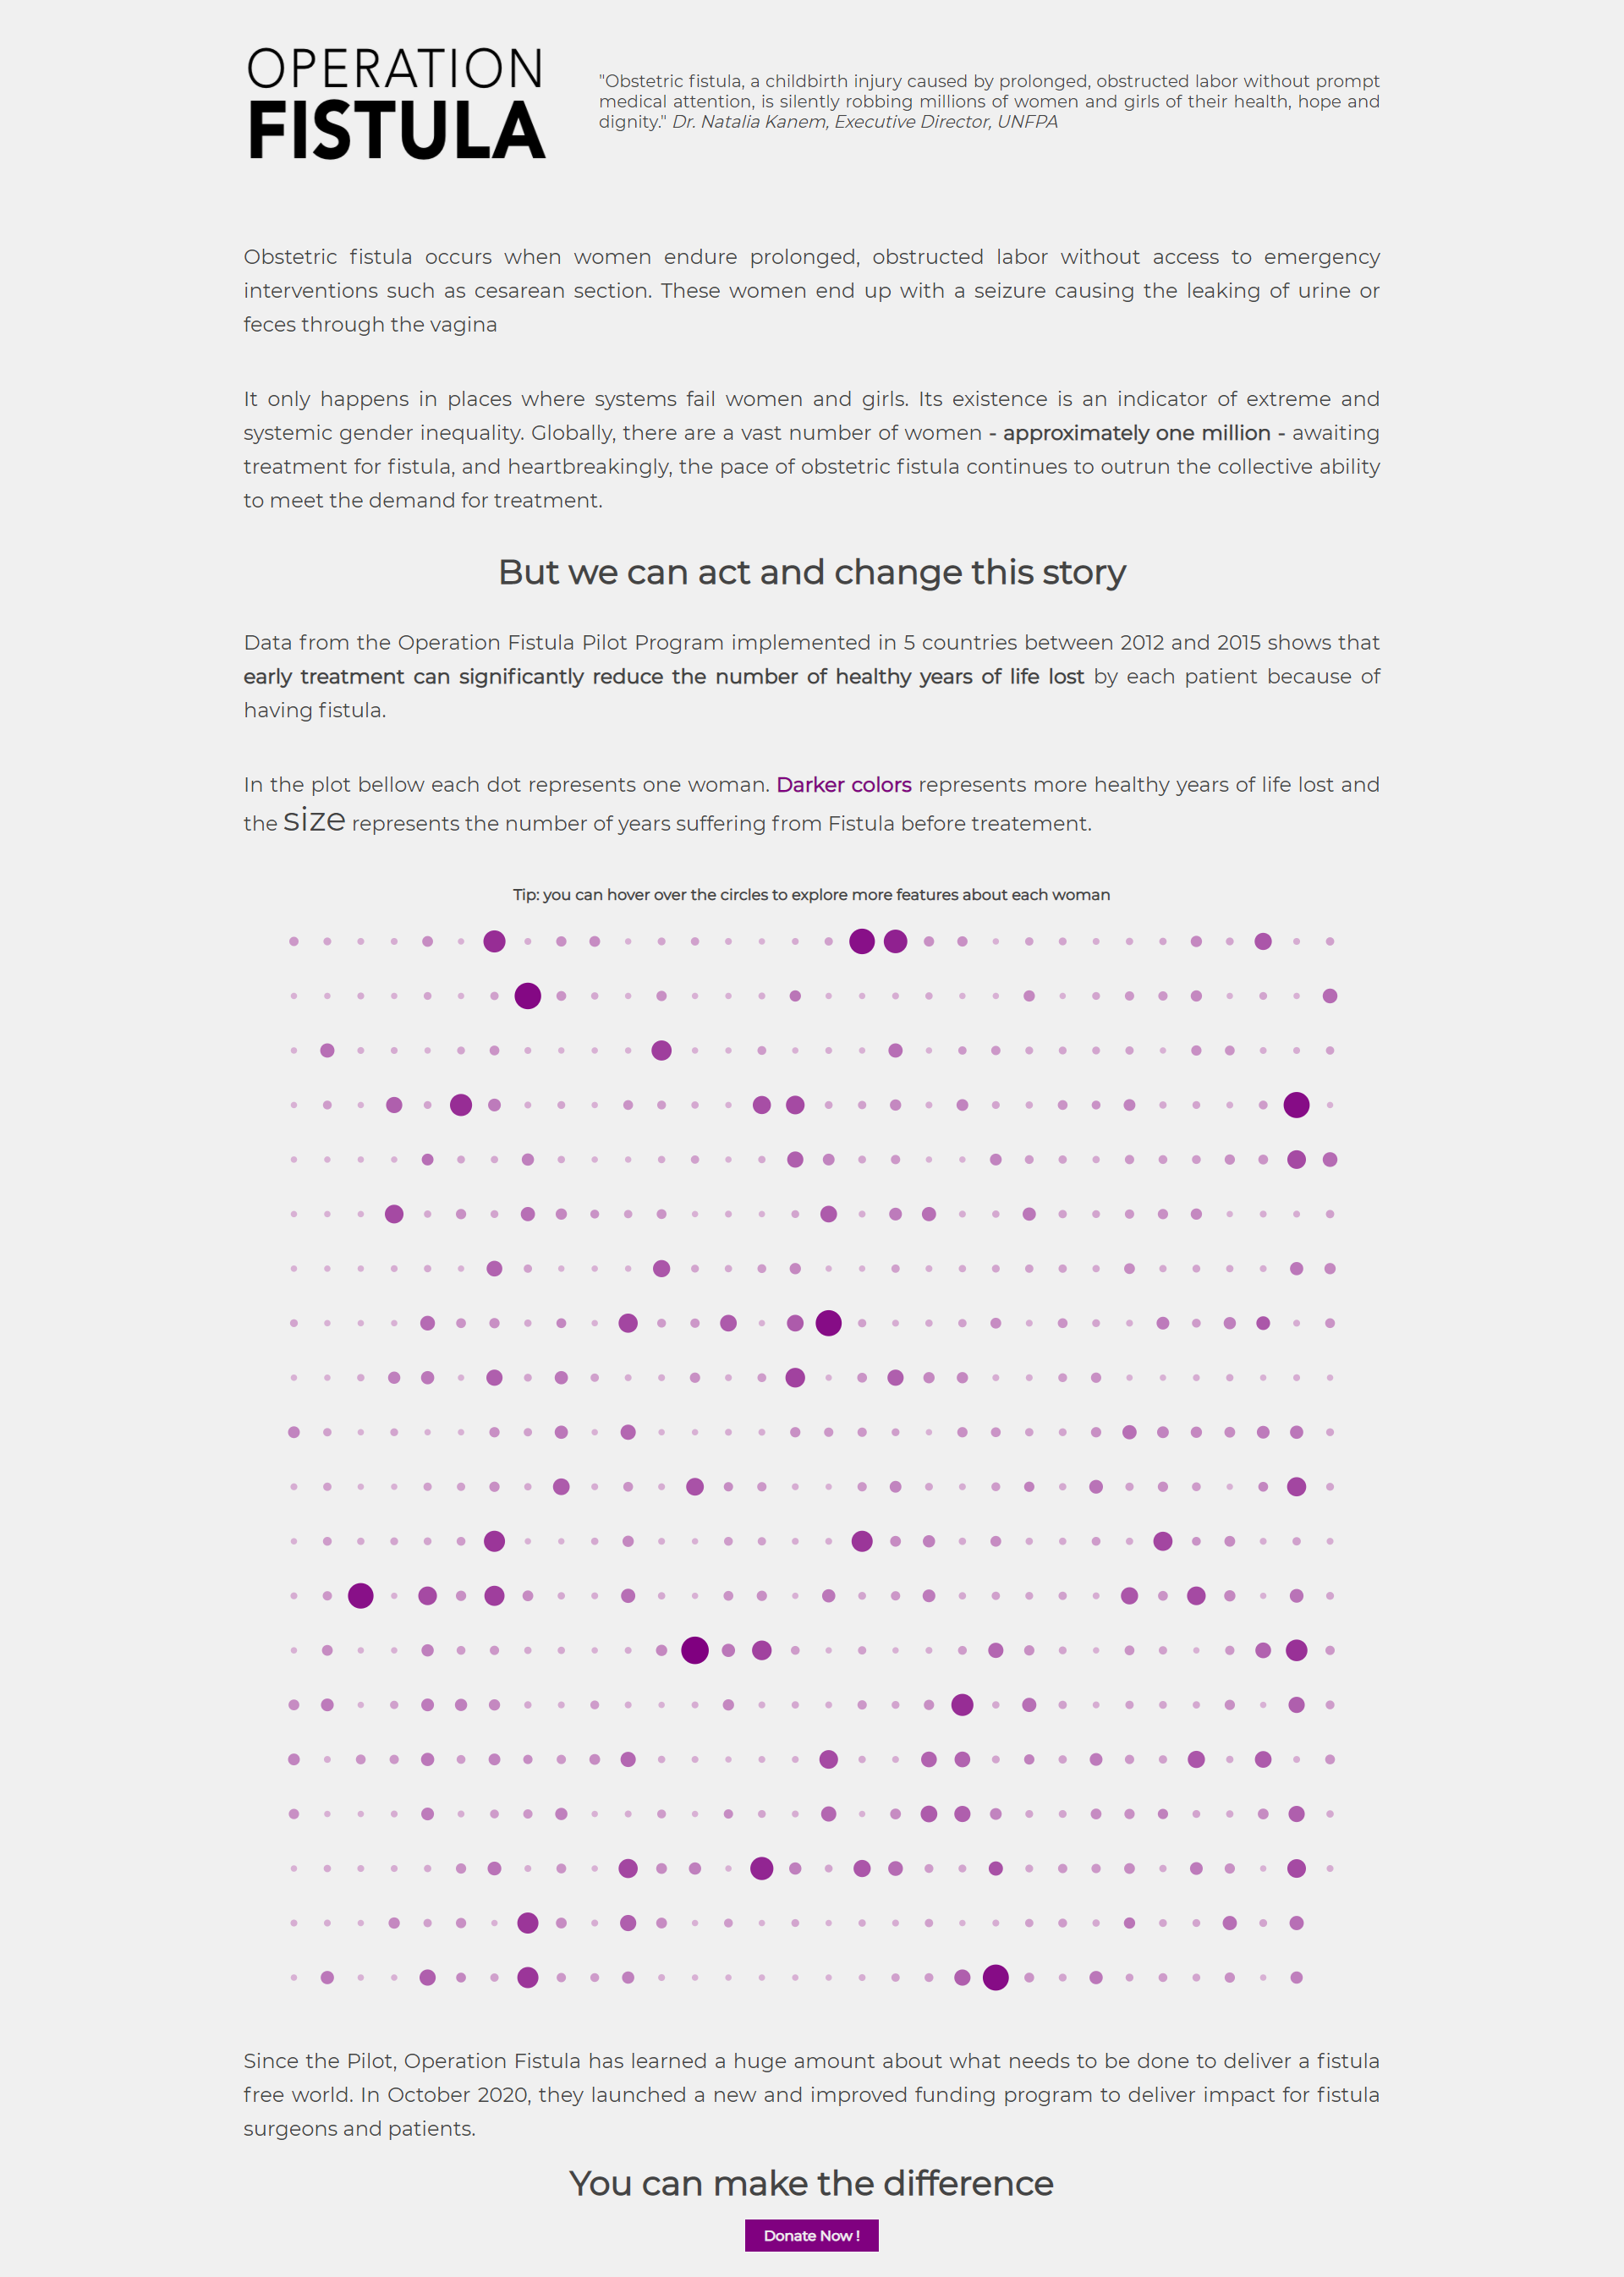 OPERATION
FISTULA
"Obstetric fistula, a childbirth injury caused by prolonged, obstructed labor without prompt
medical attention, is silently robbing millions of women and girls of their health, hope and
dignity." Dr. Natalia Kanem, Executive Director, UNFPA
Obstetric fistula occurs when women endure prolonged, obstructed labor without access to emergency
interventions such as cesarean section. These women end up with a seizure causing the leaking of urine or
feces through the vagina
It only happens in places where systems fail women and girls. Its existence is an indicator of extreme and
systemic gender inequality. Globally, there are a vast number of women - approximately one million - awaiting
treatment for fistula, and heartbreakingly, the pace of obstetric fistula continues to outrun the collective ability
to meet the demand for treatment.
But we can act and change this story
Data from the Operation Fistula Pilot Program implemented in 5 countries between 2012 and 2015 shows that
early treatment can significantly reduce the number of healthy years of life lost by each patient because of
having fistula.
In the plot bellow each dot represents one woman. Darker colors represents more healthy years of life lost and
the size represents the number of years suffering from Fistula before treatement.
Tip: you can hover over the circles to explore more features about each woman
Since the Pilot, Operation Fistula has learned a huge amount about what needs to be done to deliver a fistula
free world. In October 2020, they launched a new and improved funding program to deliver impact for fistula
surgeons and patients.
You can make the difference
Donate Now !